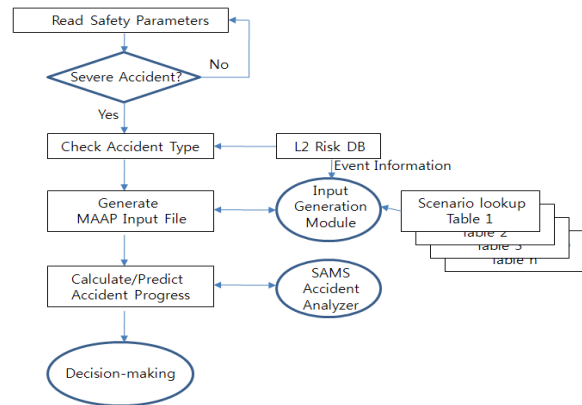 Read Safety Parameters
Severe Accident?
No
Yes
Check Accident Type
L2 Risk DB
Event Information
Generate
MAAP Input File
Input
Generation
Module
Scenario lookup
Table 1
Table 2
Table 3
Table n
Calculate/Predict
Accident Progress
SAMS
Accident
Analyzer
Decision-making